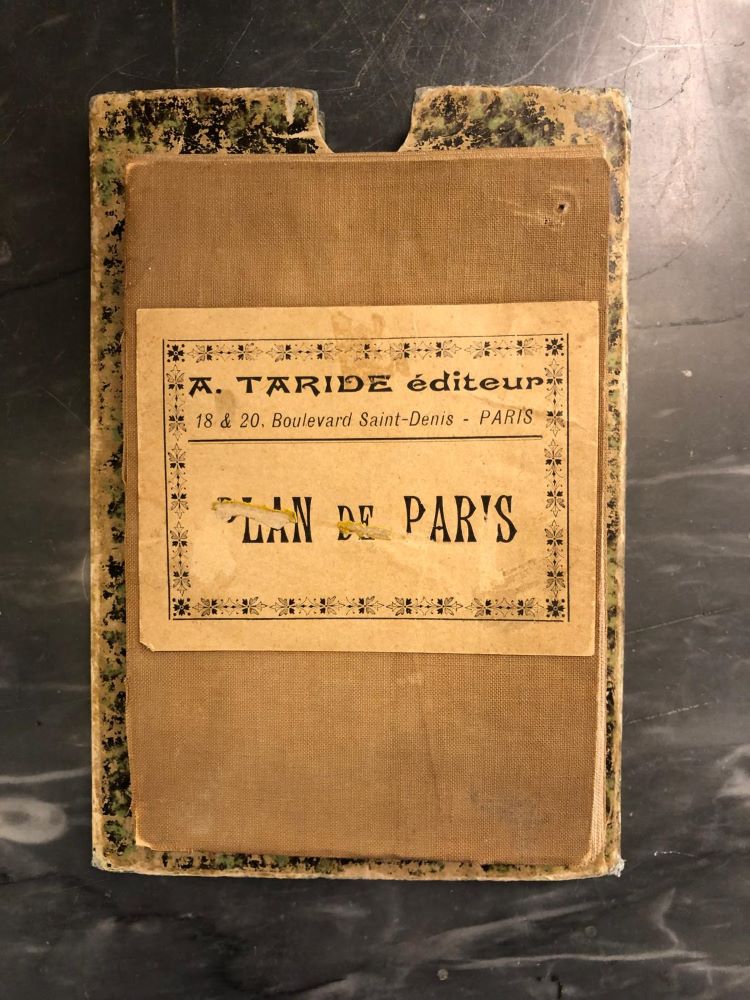 A. TARIDE éditeur
18 & 20, Boulevard Saint-Denis - PARIS
PLAN DE PARIS